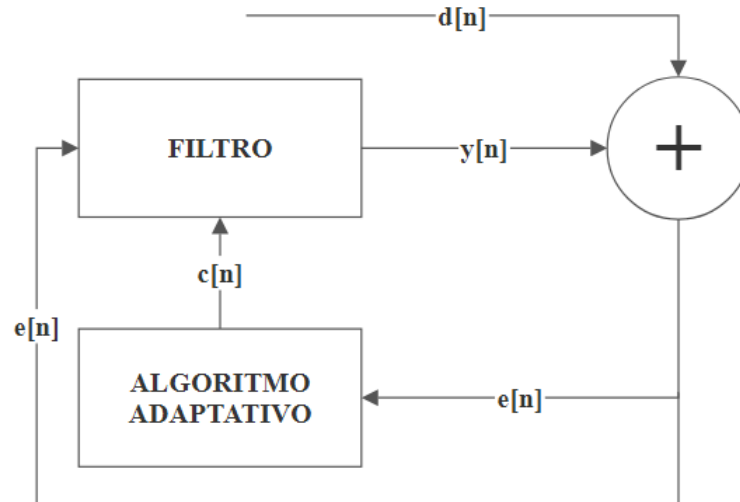 d[n]
FILTRO
y[n]
+
c[n]
e[n]
ALGORITMO
ADAPTATIVO
e[n]